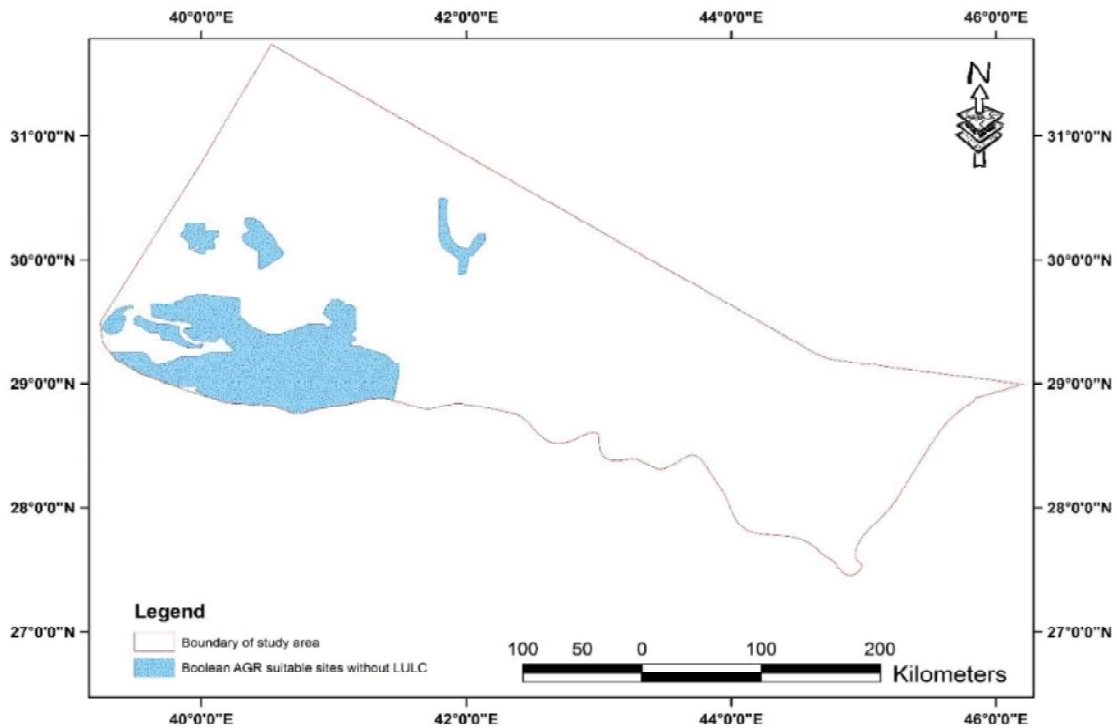 40°0'0"E 42°0'0"E 44°0'0"E 46°0'0"E
N
31°0'0"N 31°0'0"N
30°0'0"N 30°0'0"N
29°0'0"N 29°0'0"N
28°0'0"N 28°0'0"N
27°0'0"N 27°0'0"N
Legend
Boundary of study area
Boolean AGR suitable sites without LULC
100 50 0 100 200
Kilometers
40°0'0"E 42°0'0"E 44°0'0"E 46°0'0"E